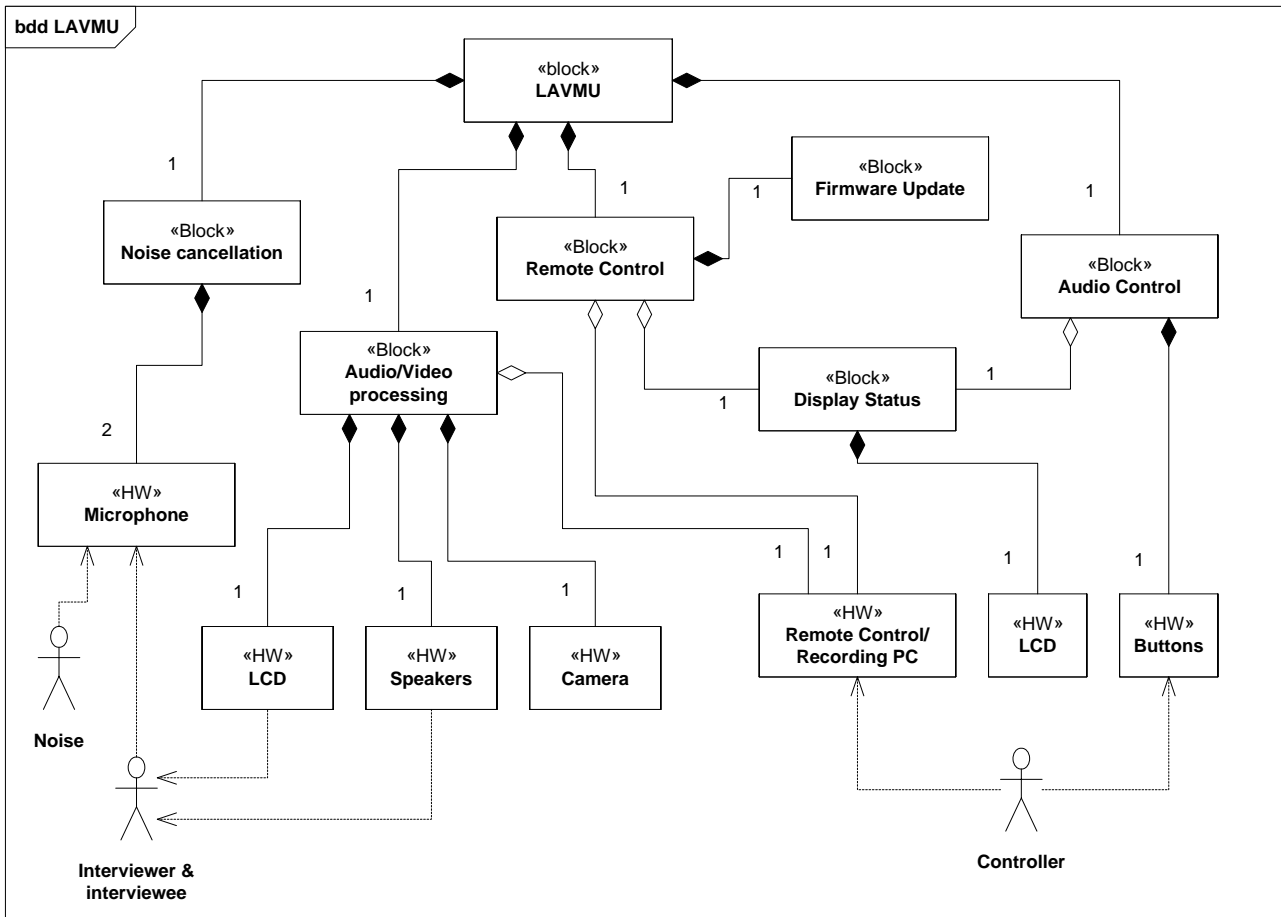 bdd LAVMU
«block»
LAVMU
1
1
1
1
1
«Block»
Firmware Update
«Block»
Noise cancellation
«Block»
Remote Control
«Block»
Audio Control
«Block»
Audio/Video
processing
«Block»
Display Status
1
1
2
«HW»
Microphone
1
1
1
1
1
1
1
«HW»
LCD
«HW»
Speakers
«HW»
Camera
«HW»
Remote Control/
Recording PC
«HW»
LCD
«HW»
Buttons
Noise
Interviewer &
interviewee
Controller